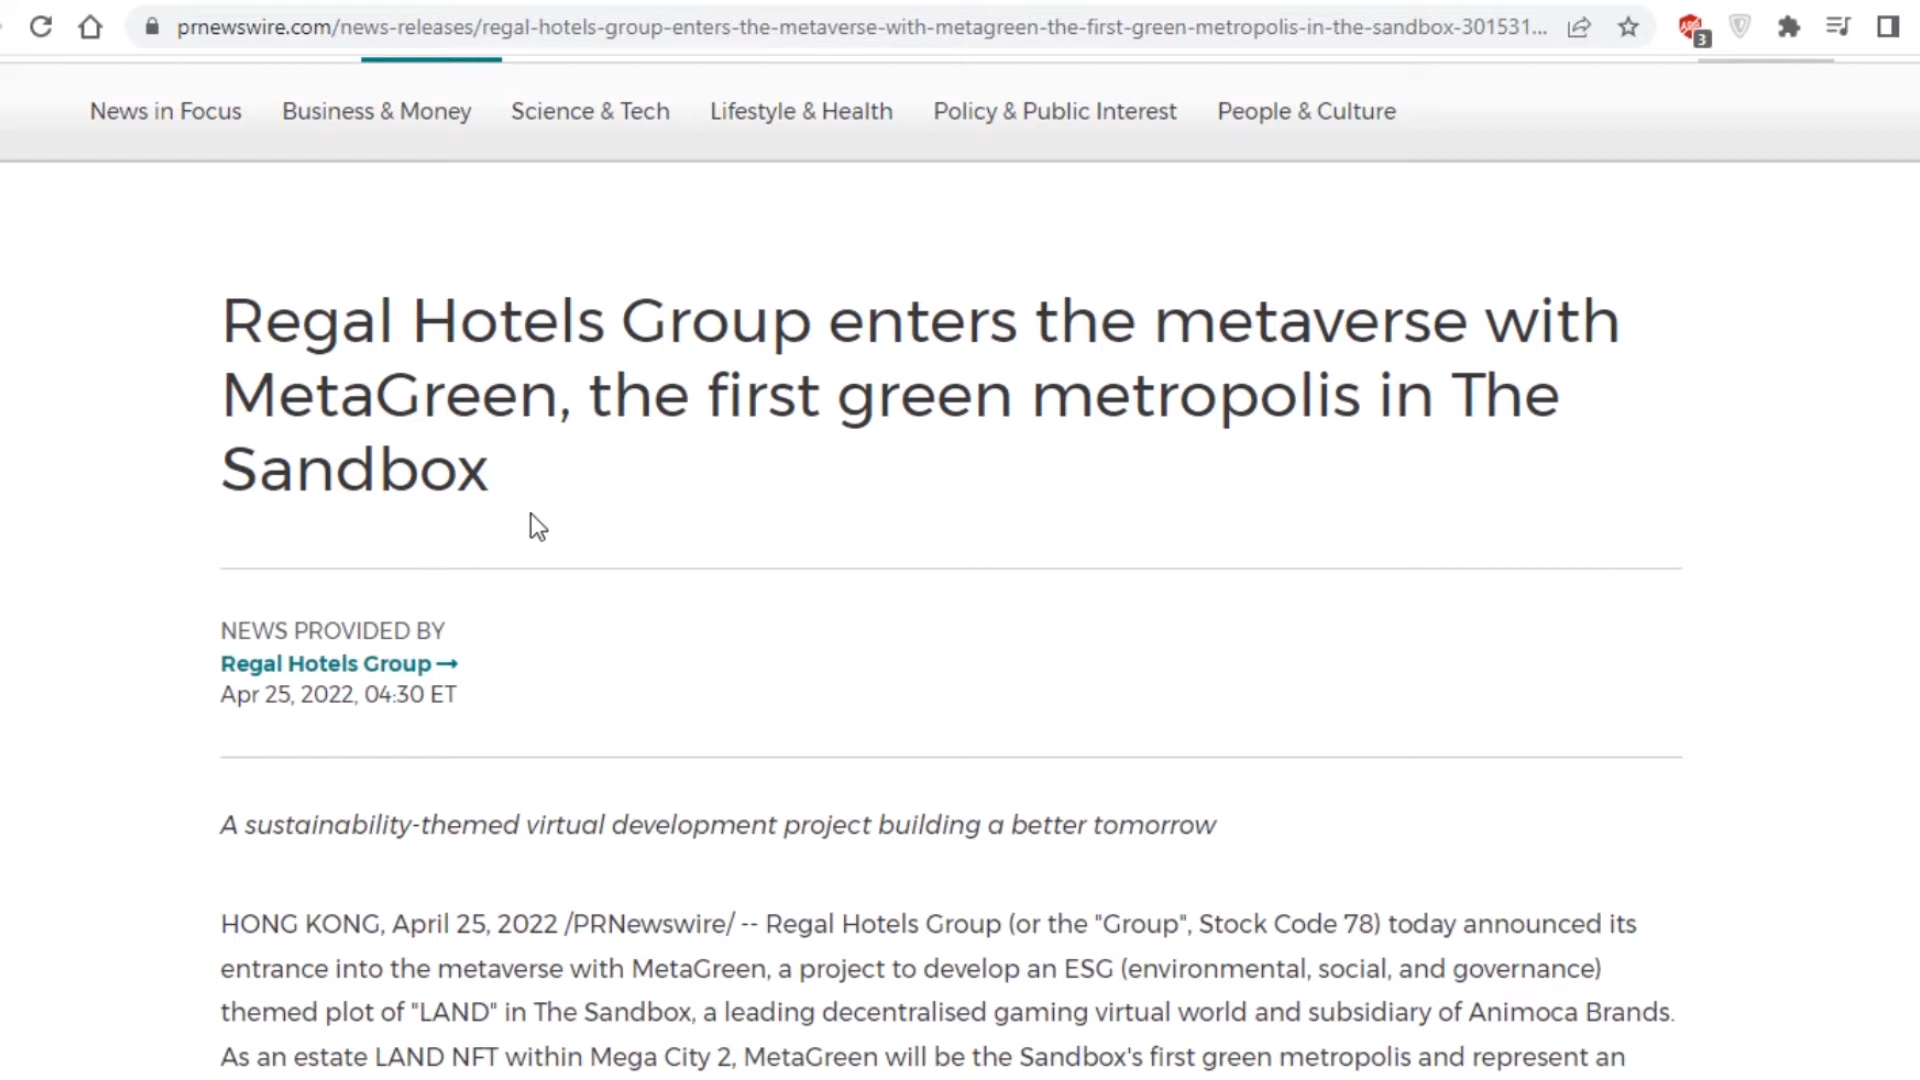 prnewswire.com/news-releases/regal-hotels-group-enters-the-metaverse-with-metagreen-the-first-green-metropolis-in-the-sandbox-301531...
3
News in Focus Business & Money Science & Tech Lifestyle & Health Policy & Public Interest People & Culture
Regal Hotels Group enters the metaverse with
MetaGreen, the first green metropolis in The
Sandbox
NEWS PROVIDED BY
Regal Hotels Group →
Apr 25, 2022, 04:30 ET
A sustainability-themed virtual development project building a better tomorrow
HONG KONG, April 25, 2022 /PRNewswire/ -- Regal Hotels Group (or the "Group", Stock Code 78) today announced its
entrance into the metaverse with MetaGreen, a project to develop an ESG (environmental, social, and governance)
themed plot of "LAND" in The Sandbox, a leading decentralised gaming virtual world and subsidiary of Animoca Brands.
As an estate LAND NFT within Mega City 2, MetaGreen will be the Sandbox's first green metropolis and represent an